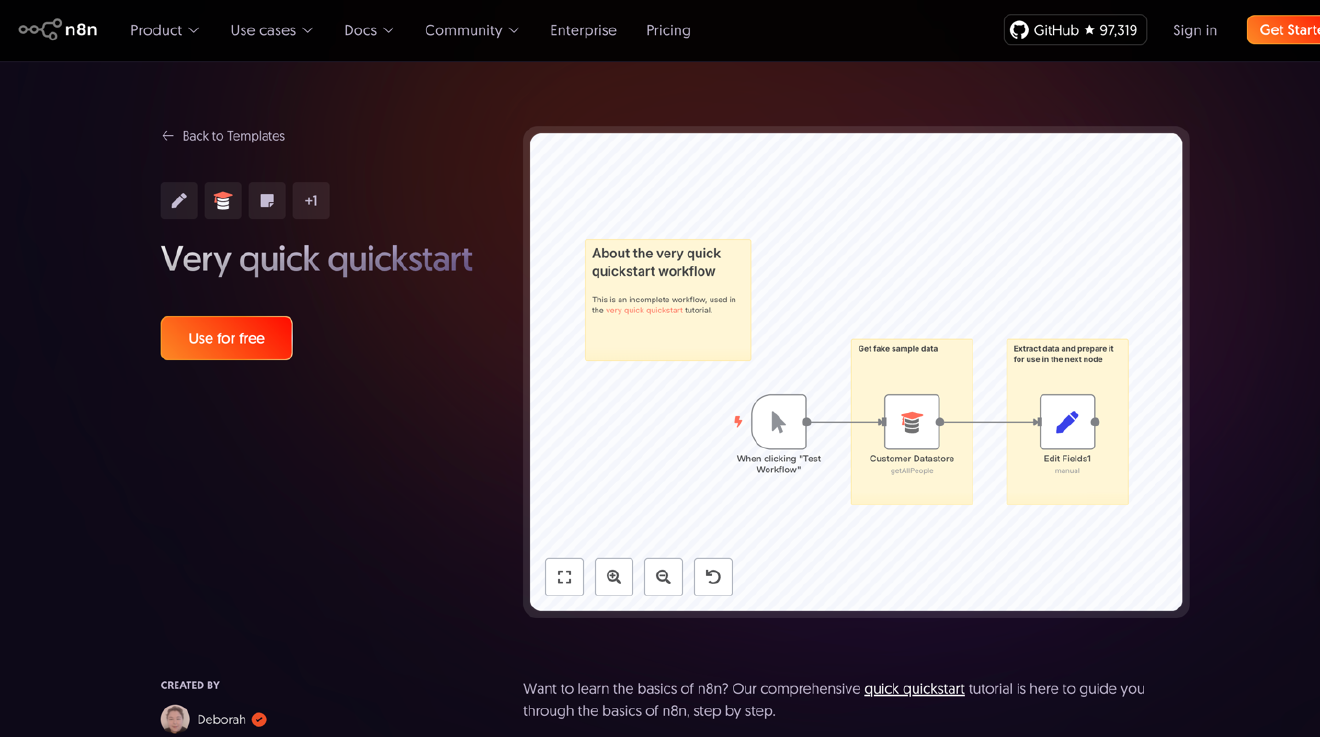 n8n Product Use cases Docs Community Enterprise Pricing GitHub 97,319 Sign in Get Starte
Back to Templates
+1
Very quick quickstart
Use for free
About the very quick
quickstart workflow
This is an incomplete workflow, used in
the very quick quickstart tutorial.
Get fake sample data
Extract data and prepare it
for use in the next node
When clicking "Test
Workflow"
Customer Datastore
getAllPeople
Edit Fields1
manual
CREATED BY
Deborah
Want to learn the basics of n8n? Our comprehensive quick quickstart tutorial is here to guide you
through the basics of n8n, step by step.